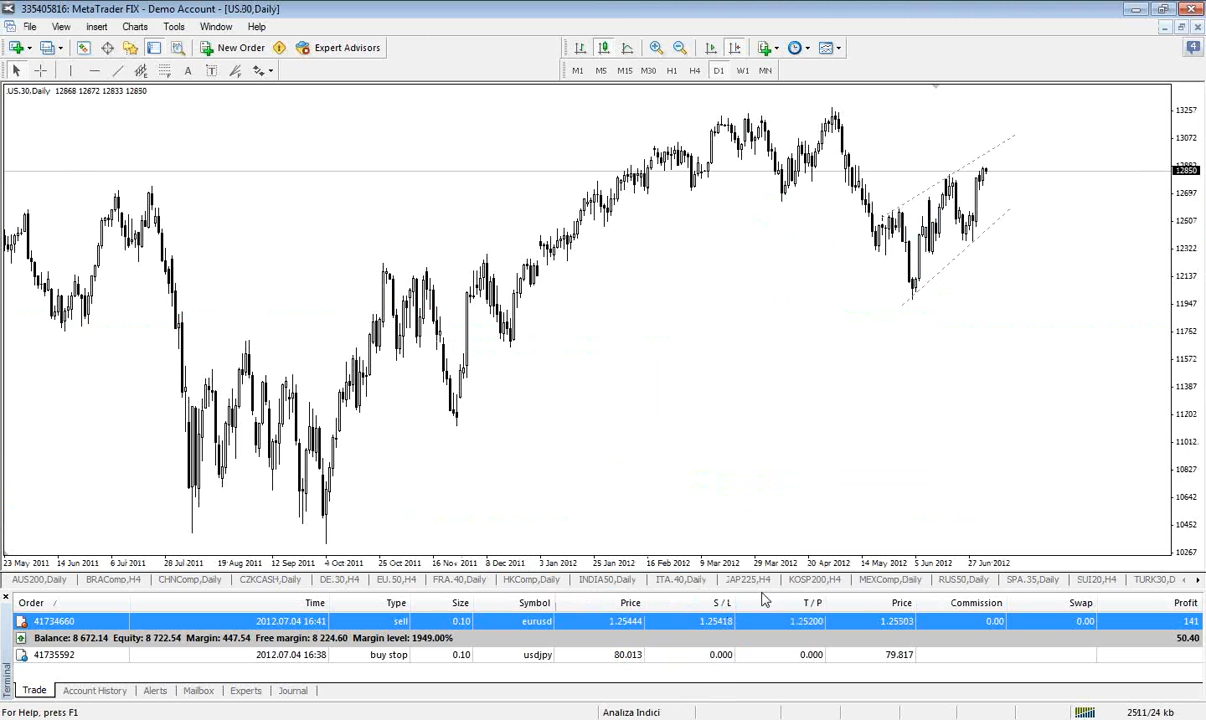 335405816: MetaTrader FIX - Demo Account - [US.30,Daily]
File View Insert Charts Tools Window Help
New Order Expert Advisors 4
A T M1 M5 M15 M30 H1 H4 D1 W1 MN
.US.30,Daily 12868 12872 12833 12850
13257
13072
12850
12697
12507
12322
12137
11947
11762
11572
11387
11202
11012
10827
10642
10452
10267
23 May 2011 14 Jun 2011 6 Jul 2011 28 Jul 2011 19 Aug 2011 12 Sep 2011 4 Oct 2011 25 Oct 2011 16 Nov 2011 8 Dec 2011 3 Jan 2012 25 Jan 2012 16 Feb 2012 9 Mar 2012 30 Apr 2012 14 May 2012 5 Jun 2012 27 Jun 2012
AUS200,Daily BRAComp,H4 CHNComp,Daily CZKCASH,Daily DE.30,H4 EU.50,H4 FRA.40,Daily HKComp,Daily INDIA50,Daily ITA.40,Daily JAP225,H4 KOSP200,H4 MEXComp,Daily RUS50,Daily SPA.35,Daily SUI20,H4 TURK30,D
Order / Time Type Size Symbol Price S / L T / P Price Commission Swap Profit
41734660 2012.07.04 16:41 sell 0.10 eurusd 1.25444 1.25418 1.25200 1.25503 0.00 0.00 141
Balance: 8 672.14 Equity: 8 722.54 Margin: 447.54 Free margin: 8 224.60 Margin level: 1949.00% 50.40
41735592 2012.07.04 16:38 buy stop 0.10 usdjpy 80.013 0.000 0.000 79.817
Terminal
Trade Account History Alerts Mailbox Experts Journal
For Help, press F1 Analiza Indici 2511/24 kb